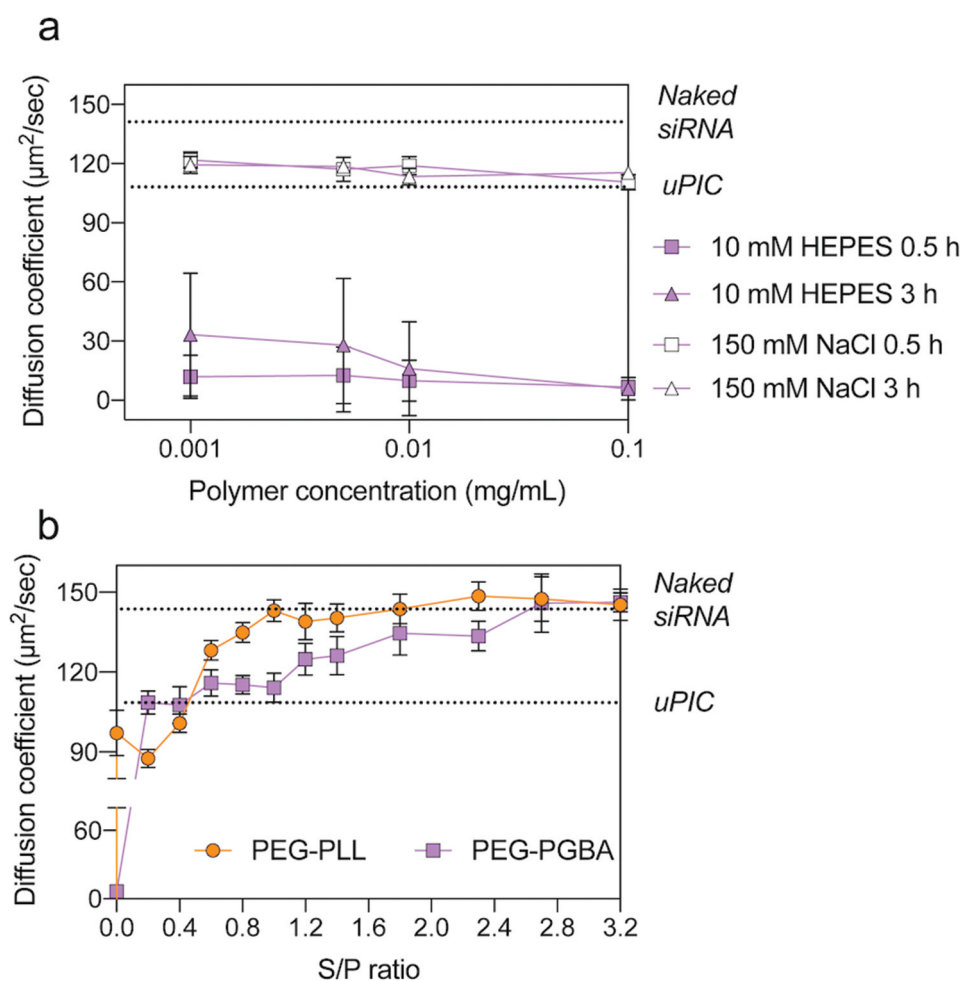 a
Diffusion coefficient (µm²/sec)
150
120
90
60
30
0
0.001
0.01
0.1
Polymer concentration (mg/mL)
Naked
siRNA
uPIC
10 mM HEPES 0.5 h
10 mM HEPES 3 h
150 mM NaCl 0.5 h
150 mM NaCl 3 h
b
Diffusion coefficient (µm²/sec)
150
120
90
60
0
PEG-PLL
PEG-PGBA
0.0
0.4
0.8
1.2
1.6
2.0
2.4
2.8
3.2
S/P ratio
Naked
siRNA
uPIC